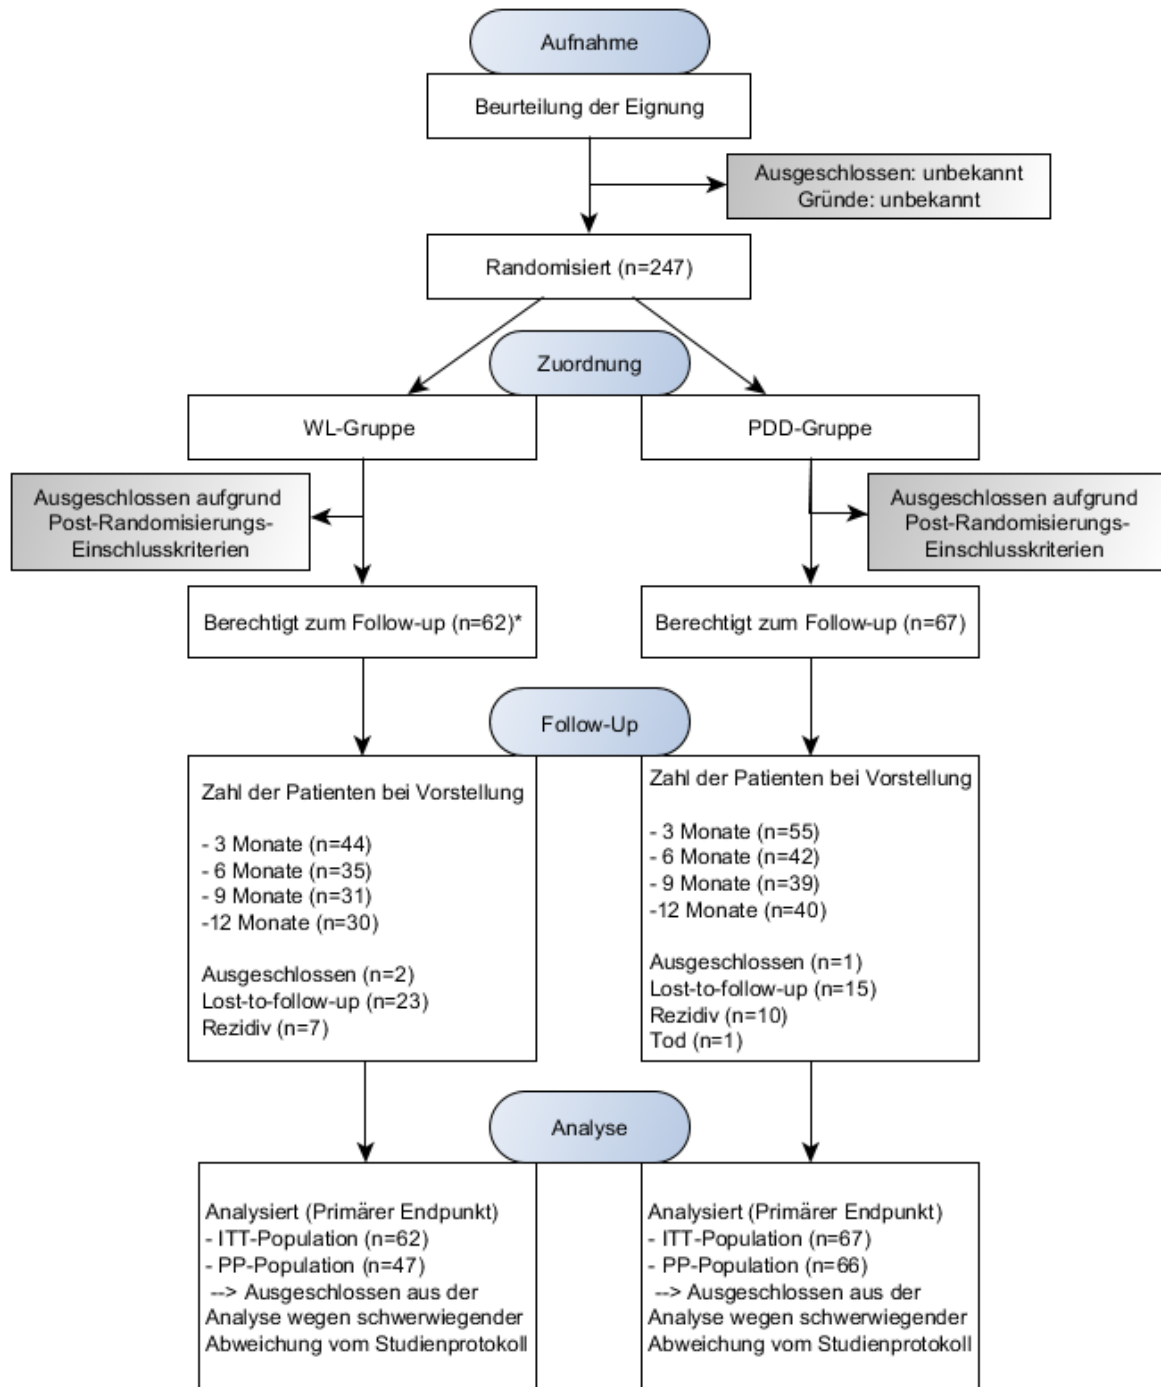 Aufnahme
Beurteilung der Eignung
Ausgeschlossen: unbekannt
Gründe: unbekannt
Randomisiert (n=247)
Zuordnung
WL-Gruppe
PDD-Gruppe
Ausgeschlossen aufgrund
Post-Randomisierungs-
Einschlusskriterien
Ausgeschlossen aufgrund
Post-Randomisierungs-
Einschlusskriterien
Berechtigt zum Follow-up (n=62)*
Berechtigt zum Follow-up (n=67)
Follow-Up
Zahl der Patienten bei Vorstellung
- 3 Monate (n=44)
- 6 Monate (n=35)
- 9 Monate (n=31)
-12 Monate (n=30)
Ausgeschlossen (n=2)
Lost-to-follow-up (n=23)
Rezidiv (n=7)
Zahl der Patienten bei Vorstellung
- 3 Monate (n=55)
- 6 Monate (n=42)
- 9 Monate (n=39)
-12 Monate (n=40)
Ausgeschlossen (n=1)
Lost-to-follow-up (n=15)
Rezidiv (n=10)
Tod (n=1)
Analyse
Analysiert (Primärer Endpunkt)
- ITT-Population (n=62)
- PP-Population (n=47)
--> Ausgeschlossen aus der
Analyse wegen schwerwiegender
Abweichung vom Studienprotokoll
Analysiert (Primärer Endpunkt)
- ITT-Population (n=67)
- PP-Population (n=66)
--> Ausgeschlossen aus der
Analyse wegen schwerwiegender
Abweichung vom Studienprotokoll